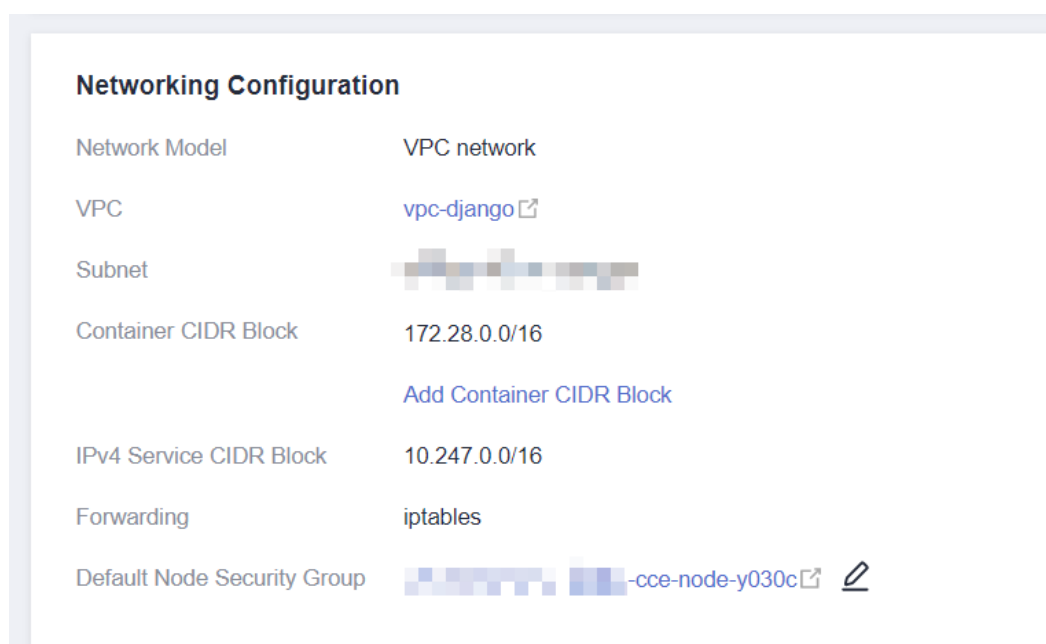 Networking Configuration
Network Model VPC network
VPC vpc-django
Subnet
Container CIDR Block 172.28.0.0/16
Add Container CIDR Block
IPv4 Service CIDR Block 10.247.0.0/16
Forwarding iptables
Default Node Security Group -cce-node-y030c